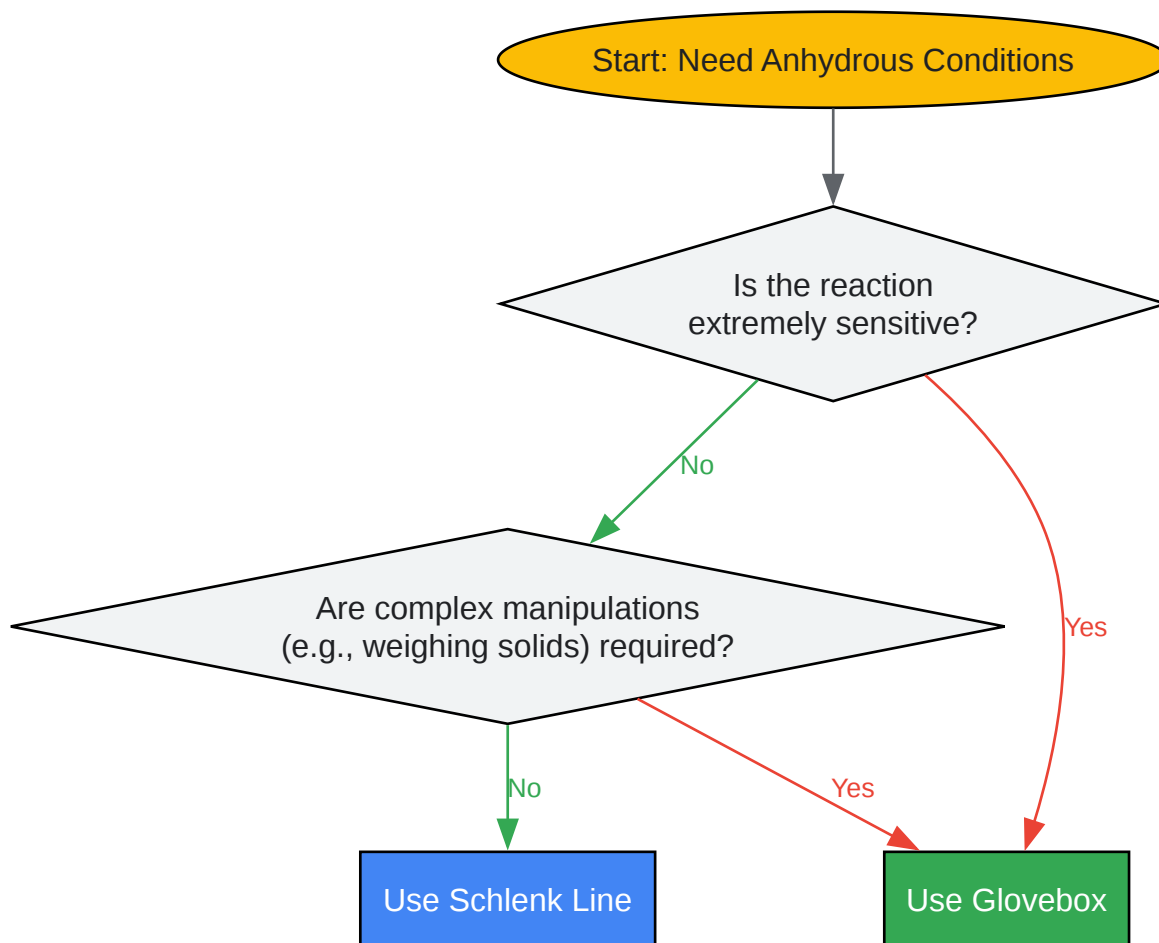 Start: Need Anhydrous Conditions
Is the reaction
extremely sensitive?
No
Are complex manipulations
(e.g., weighing solids) required?
Yes
No
Yes
Use Schlenk Line
Use Glovebox